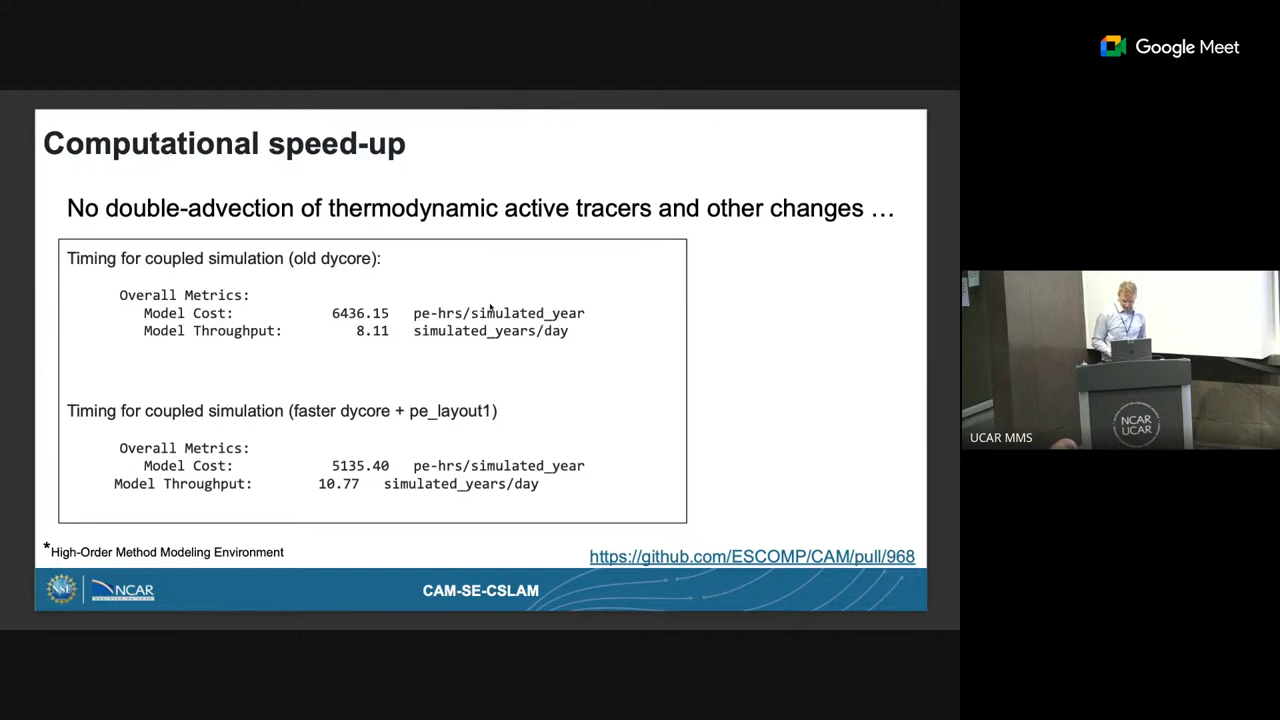 Google Meet
Computational speed-up
No double-advection of thermodynamic active tracers and other changes …
Timing for coupled simulation (old dycore):
Overall Metrics:
Model Cost: 6436.15 pe-hrs/simulated_year
Model Throughput: 8.11 simulated_years/day
Timing for coupled simulation (faster dycore + pe_layout1)
Overall Metrics:
Model Cost: 5135.40 pe-hrs/simulated_year
Model Throughput: 10.77 simulated_years/day
*High-Order Method Modeling Environment
https://github.com/ESCOMP/CAM/pull/968
NSF
NCAR
CAM-SE-CSLAM
NCAR
UCAR
UCAR MMS